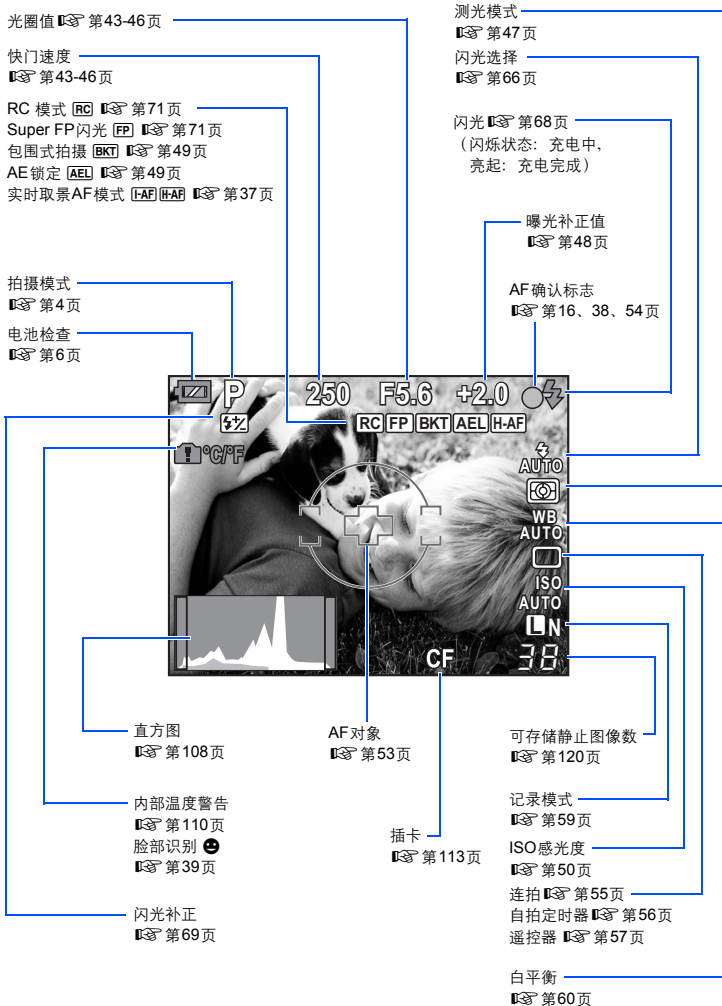 光圈值 ☞ 第43-46页
快门速度
☞ 第43-46页
RC 模式 RC ☞ 第71页
Super FP闪光 FP ☞ 第71页
包围式拍摄 BKT ☞ 第49页
AE锁定 AEL ☞ 第49页
实时取景AF模式 I-AF H-AF ☞ 第37页
拍摄模式
☞ 第4页
电池检查
☞ 第6页
测光模式
☞ 第47页
闪光选择
☞ 第66页
闪光 ☞ 第68页
（闪烁状态：充电中，
亮起：充电完成）
曝光补正值
☞ 第48页
AF确认标志
☞ 第16、38、54页
P 250 F5.6 +2.0
RC FP BKT AEL H-AF
°C/°F
AUTO
WB
AUTO
ISO
AUTO
L N
CF 38
直方图
☞ 第108页
内部温度警告
☞ 第110页
脸部识别
☞ 第39页
闪光补正
☞ 第69页
AF对象
☞ 第53页
插卡
☞ 第113页
可存储静止图像数
☞ 第120页
记录模式
☞ 第59页
ISO感光度
☞ 第50页
连拍 ☞ 第55页
自拍定时器 ☞ 第56页
遥控器 ☞ 第57页
白平衡
☞ 第60页